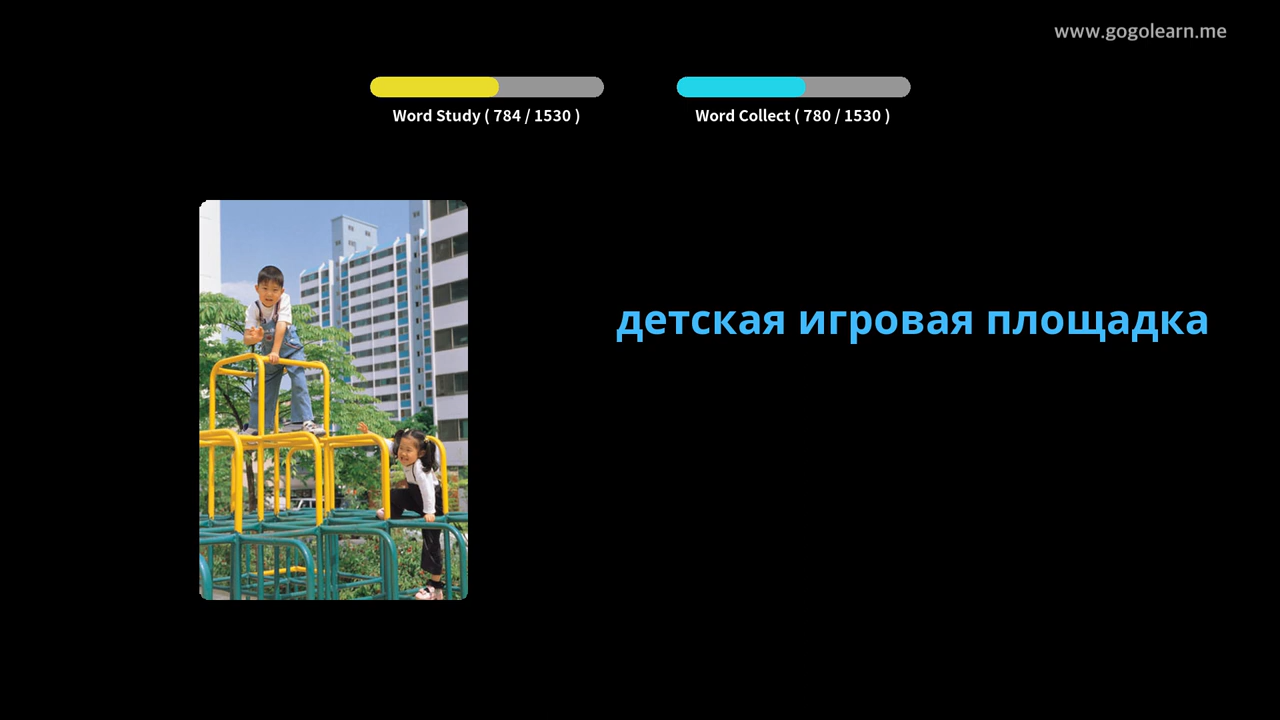 www.gogolearn.me
Word Study ( 784 / 1530 )
Word Collect ( 780 / 1530 )
детская игровая площадка